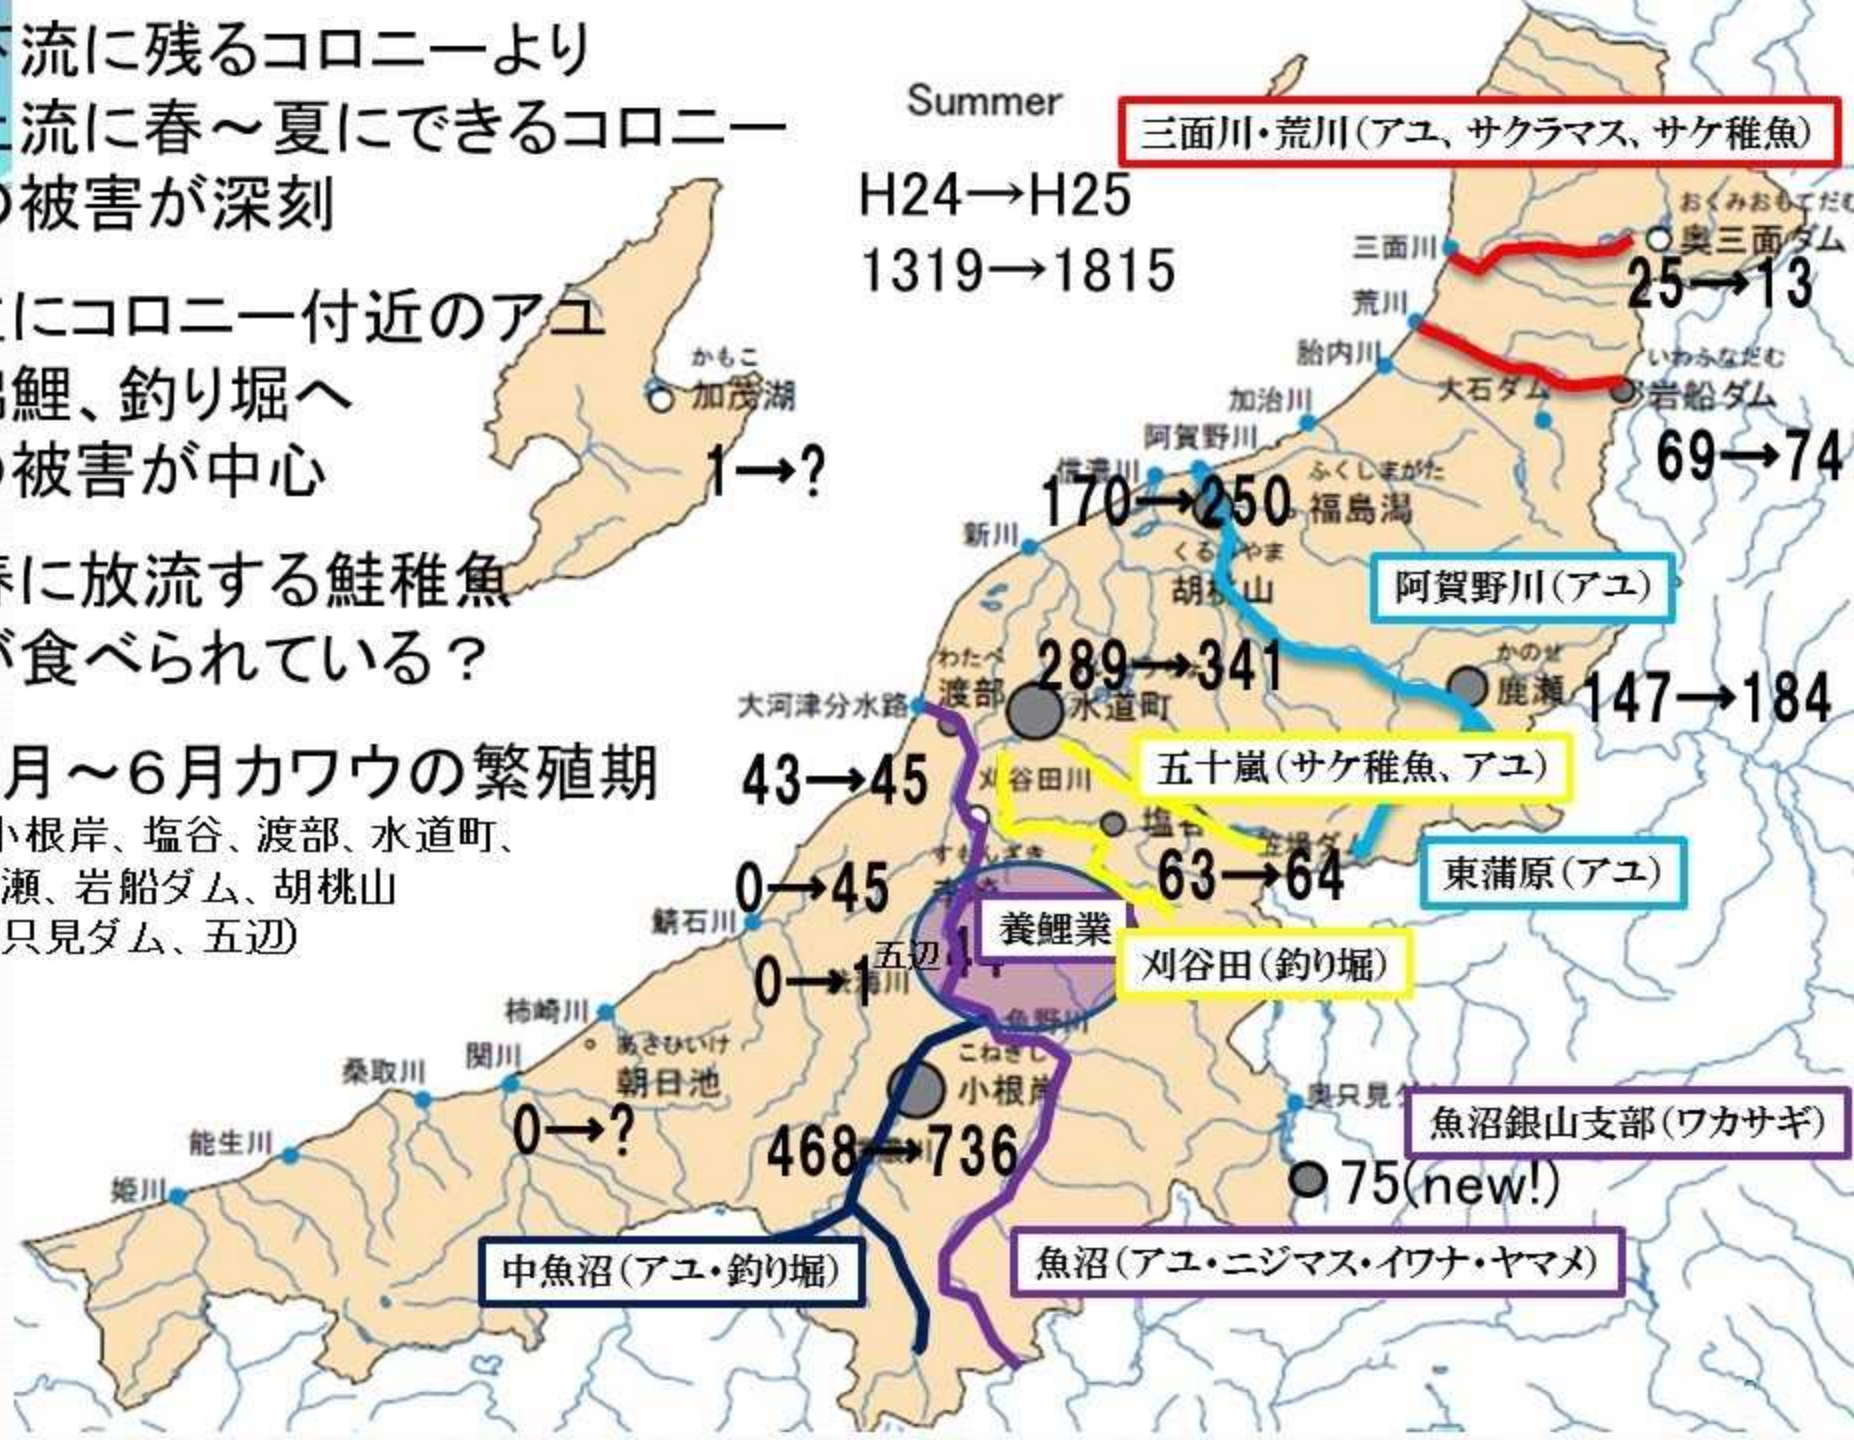 流に残るコロニーより
流に春～夏にできるコロニー
の被害が深刻
にコロニー付近のアユ
鯉、釣り堀へ
の被害が中心
春に放流する鮭稚魚
が食べられている？
月～6月カワウの繁殖期
小根岸、塩谷、渡部、水道町、
瀬、岩船ダム、胡桃山
只見ダム、五辺)
Summer
H24→H25
1319→1815
三面川・荒川(アユ、サクラマス、サケ稚魚)
おくみおもてだむ
三面川
奥三面ダム
25→13
荒川
いわふなだむ
胎内川
大石ダム
岩船ダム
69→74
かもこ
加茂湖
1→?
加治川
阿賀野川
信濃川
170→250
ふくしまがた
福島潟
新川
くるみやま
胡桃山
阿賀野川(アユ)
わたべ
渡部
289→341
水道町
大河津分水路
かのせ
鹿瀬
147→184
43→45
刈谷田川
五十嵐(サケ稚魚、アユ)
塩谷
笠堀ダム
63→64
東蒲原(アユ)
すもんざき
0→45
鯖石川
養鯉業
五辺
刈谷田(釣り堀)
0→1
渋海川
魚野川
柿崎川
あさひいけ
朝日池
関川
桑取川
0→?
こねぎし
小根岸
468→736
能生川
姫川
奥只見ダ
魚沼銀山支部(ワカサギ)
75(new!)
中魚沼(アユ・釣り堀)
魚沼(アユ・ニジマス・イワナ・ヤマメ)